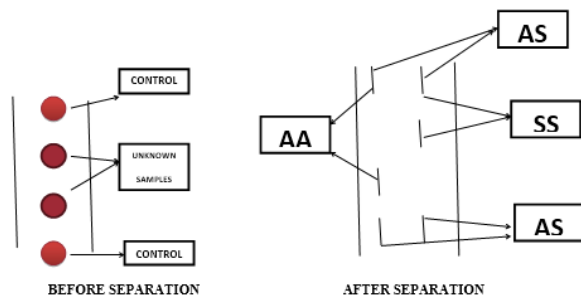 CONTROL
UNKNOWN
SAMPLES
CONTROL
BEFORE SEPARATION
AS
SS
AA
AS
AFTER SEPARATION